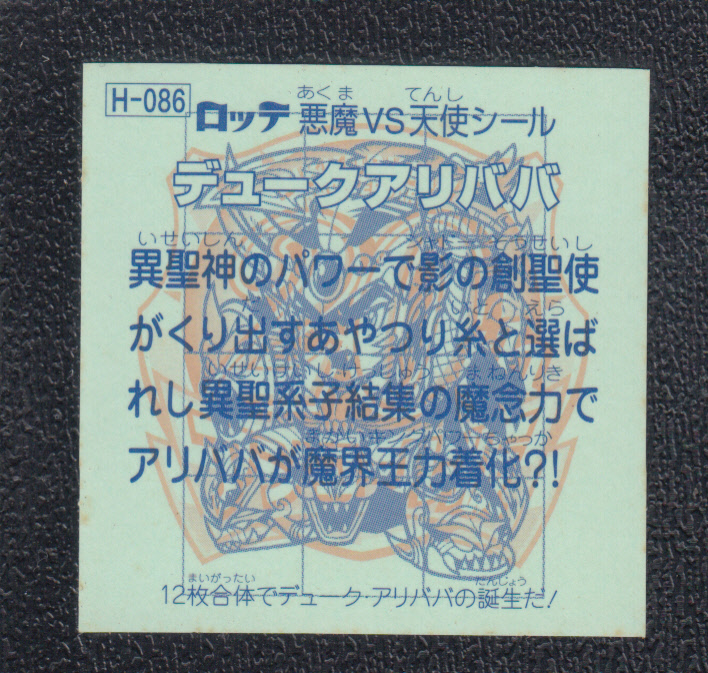 H-086 ロッテ 悪魔VS天使シール
あくま てんし
デュークアリババ
いせいしん シャドー そうせいし
異聖神のパワーで影の創聖使
だ いと えら
がくり出すあやつり糸と選ば
いせいけいし けっしゅう まねんりき
れし異聖系子結集の魔念力で
まかいキングパワーちゃっか
アリババが魔界王力着化?!
まいがったい たんじょう
12枚合体でデューク・アリババの誕生だ!